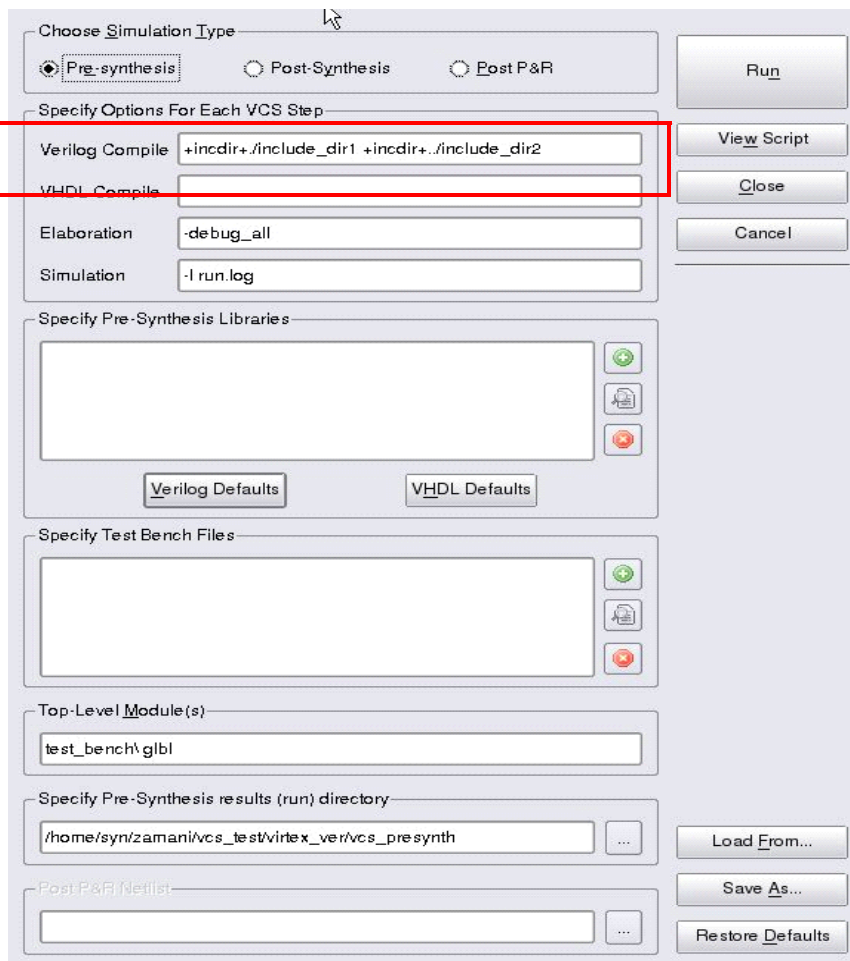 Choose Simulation Type
Pre-synthesis Post-Synthesis Post P&R
Run
Specify Options For Each VCS Step
Verilog Compile +incdir+./include_dir1 +incdir+../include_dir2
View Script
VHDL Compile
Close
Elaboration -debug_all
Cancel
Simulation -l run.log
Specify Pre-Synthesis Libraries
Verilog Defaults VHDL Defaults
Specify Test Bench Files
Top-Level Module(s)
test_bench\ glbl
Specify Pre-Synthesis results (run) directory
/home/syn/zamani/vcs_test/virtex_ver/vcs_presynth ...
Load From...
Post P&R Netlist
Save As...
...
Restore Defaults